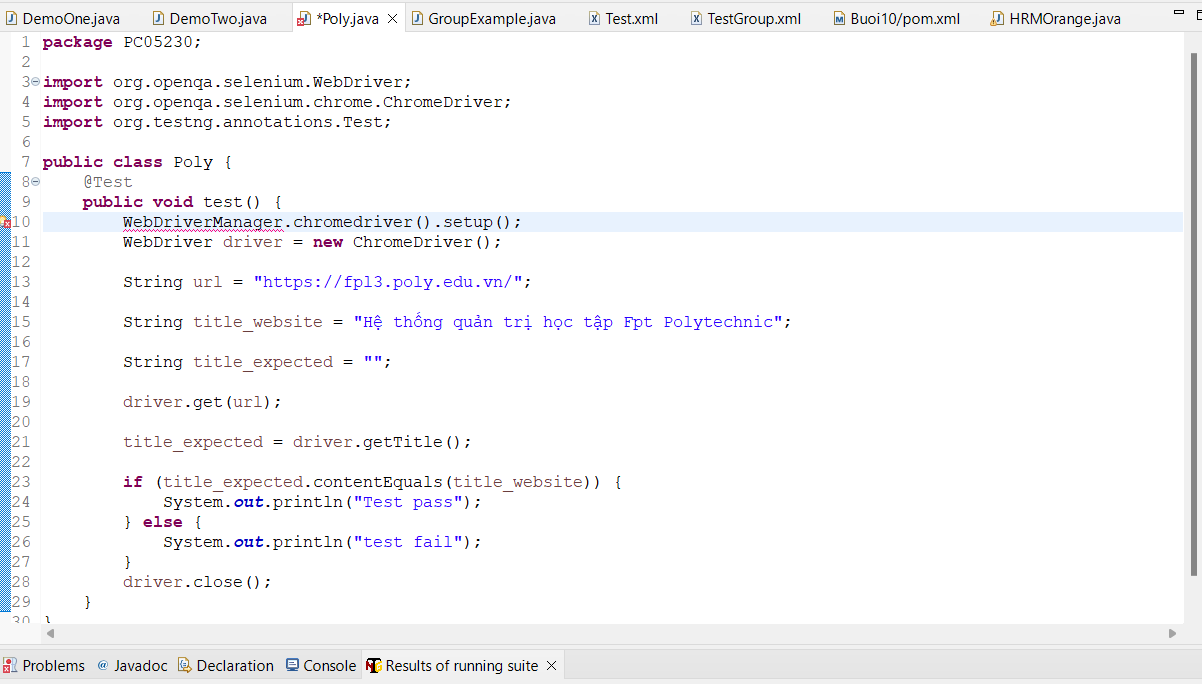 DemoOne.java DemoTwo.java *Poly.java GroupExample.java Test.xml TestGroup.xml Buoi10/pom.xml HRMOrange.java
1 package PC05230;
2
3 import org.openqa.selenium.WebDriver;
4 import org.openqa.selenium.chrome.ChromeDriver;
5 import org.testng.annotations.Test;
6
7 public class Poly {
8 @Test
9 public void test() {
10 WebDriverManager.chromedriver().setup();
11 WebDriver driver = new ChromeDriver();
12
13 String url = "https://fpl3.poly.edu.vn/";
14
15 String title_website = "Hệ thống quản trị học tập Fpt Polytechnic";
16
17 String title_expected = "";
18
19 driver.get(url);
20
21 title_expected = driver.getTitle();
22
23 if (title_expected.contentEquals(title_website)) {
24 System.out.println("Test pass");
25 } else {
26 System.out.println("test fail");
27 }
28 driver.close();
29 }
30 }
Problems Javadoc Declaration Console Results of running suite